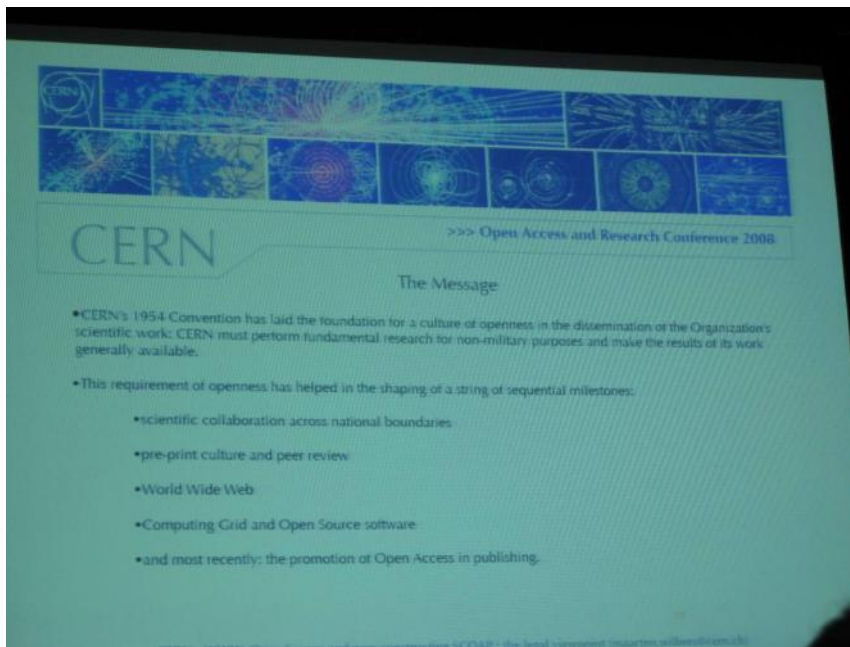 CERN
CERN
>>> Open Access and Research Conference 2008
The Message
•CERN's 1954 Convention has laid the foundation for a culture of openness in the dissemination of the Organization's
scientific work: CERN must perform fundamental research for non-military purposes and make the results of its work
generally available.
•This requirement of openness has helped in the shaping of a string of sequential milestones:
•scientific collaboration across national boundaries
•pre-print culture and peer review
•World Wide Web
•Computing Grid and Open Source software
•and most recently: the promotion of Open Access in publishing.
the legal viewpoint